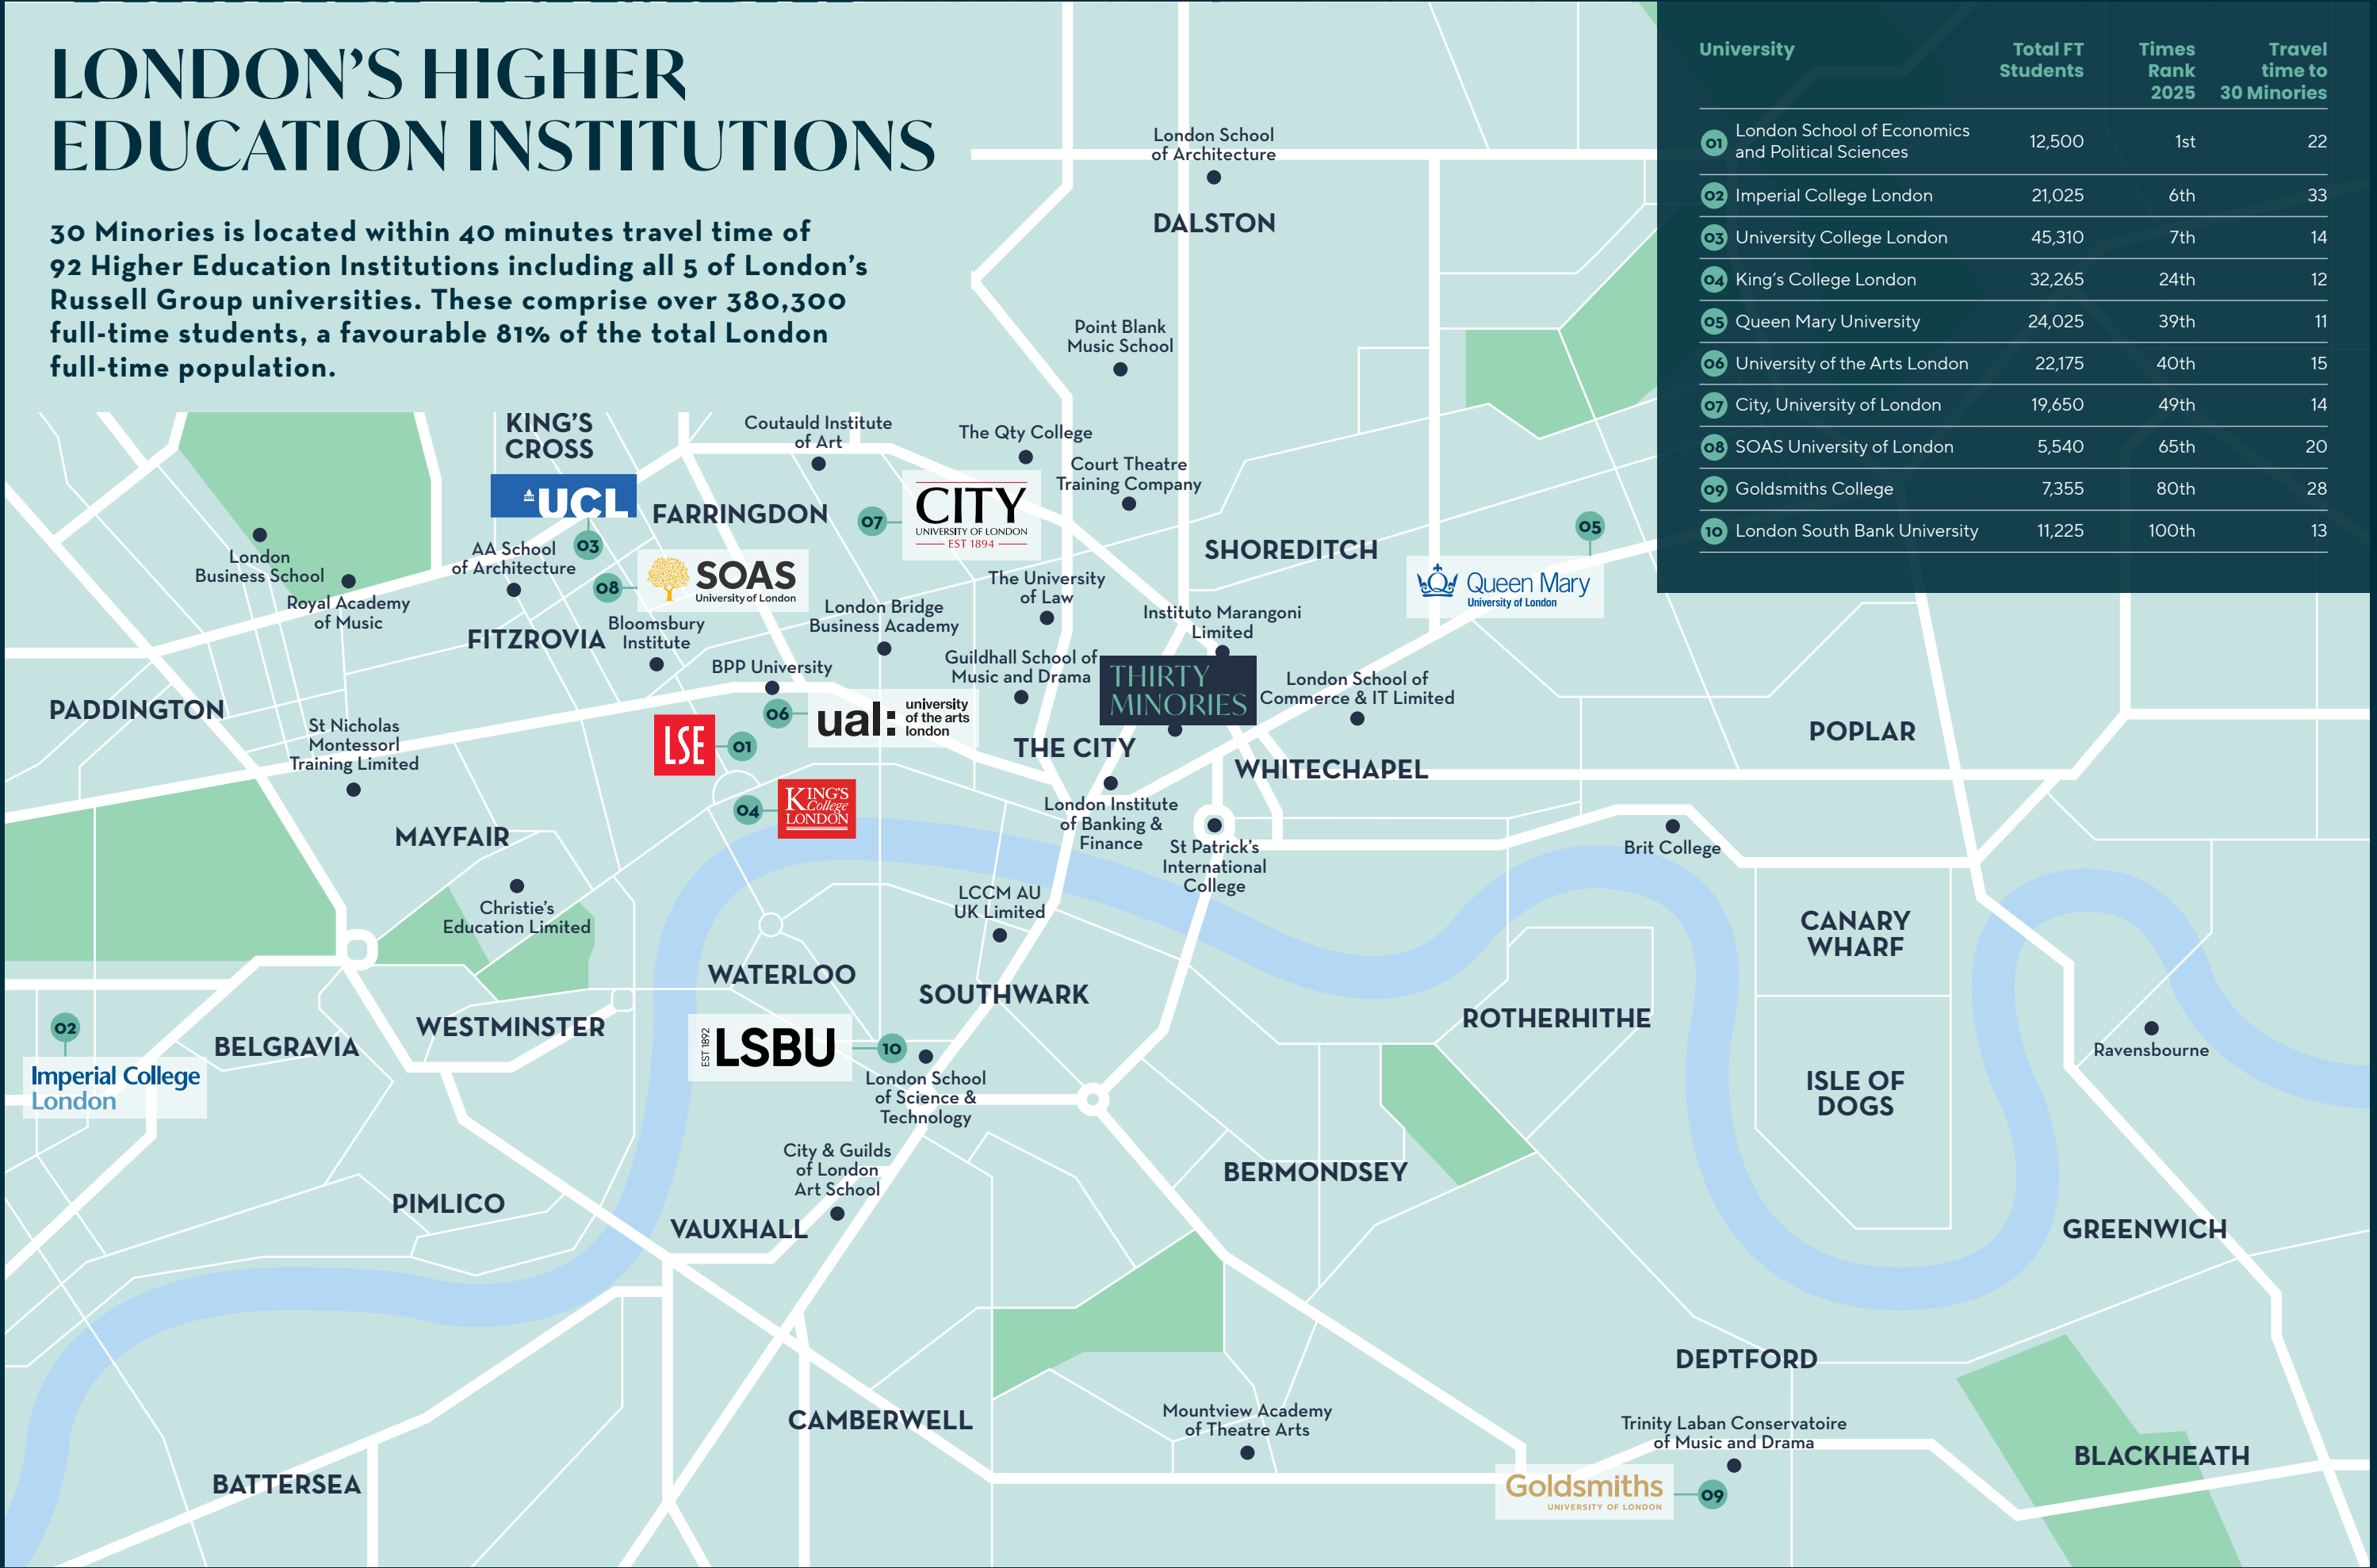 LONDON'S HIGHER
EDUCATION INSTITUTIONS
30 Minories is located within 40 minutes travel time of
92 Higher Education Institutions including all 5 of London's
Russell Group universities. These comprise over 380,300
full-time students, a favourable 81% of the total London
full-time population.
University Total FT Students Times Rank 2025 Travel time to 30 Minories
01 London School of Economics and Political Sciences 12,500 1st 22
02 Imperial College London 21,025 6th 33
03 University College London 45,310 7th 14
04 King's College London 32,265 24th 12
05 Queen Mary University 24,025 39th 11
06 University of the Arts London 22,175 40th 15
07 City, University of London 19,650 49th 14
08 SOAS University of London 5,540 65th 20
09 Goldsmiths College 7,355 80th 28
10 London South Bank University 11,225 100th 13
London School
of Architecture
DALSTON
Point Blank
Music School
KING'S
CROSS
Coutauld Institute
of Art
The Qty College
Court Theatre
Training Company
UCL
03
FARRINGDON
07
CITY
UNIVERSITY OF LONDON
EST 1894
SHOREDITCH
05
Queen Mary
University of London
London
Business School
Royal Academy
of Music
AA School
of Architecture
08
SOAS
University of London
The University
of Law
London Bridge
Business Academy
Instituto Marangoni
Limited
FITZROVIA
Bloomsbury
Institute
BPP University
Guildhall School of
Music and Drama
THIRTY
MINORIES
London School of
Commerce & IT Limited
PADDINGTON
St Nicholas
Montessorl
Training Limited
06
ual:
university
of the arts
london
LSE
01
THE CITY
WHITECHAPEL
POPLAR
04
KING'S
College
LONDON
London Institute
of Banking &
Finance
St Patrick's
International
College
Brit College
MAYFAIR
Christie's
Education Limited
LCCM AU
UK Limited
CANARY
WHARF
WATERLOO
SOUTHWARK
ROTHERHITHE
02
Imperial College
London
BELGRAVIA
WESTMINSTER
EST 1892
LSBU
10
London School
of Science &
Technology
Ravensbourne
ISLE OF
DOGS
City & Guilds
of London
Art School
BERMONDSEY
PIMLICO
VAUXHALL
GREENWICH
DEPTFORD
CAMBERWELL
Mountview Academy
of Theatre Arts
Trinity Laban Conservatoire
of Music and Drama
BATTERSEA
Goldsmiths
UNIVERSITY OF LONDON
09
BLACKHEATH